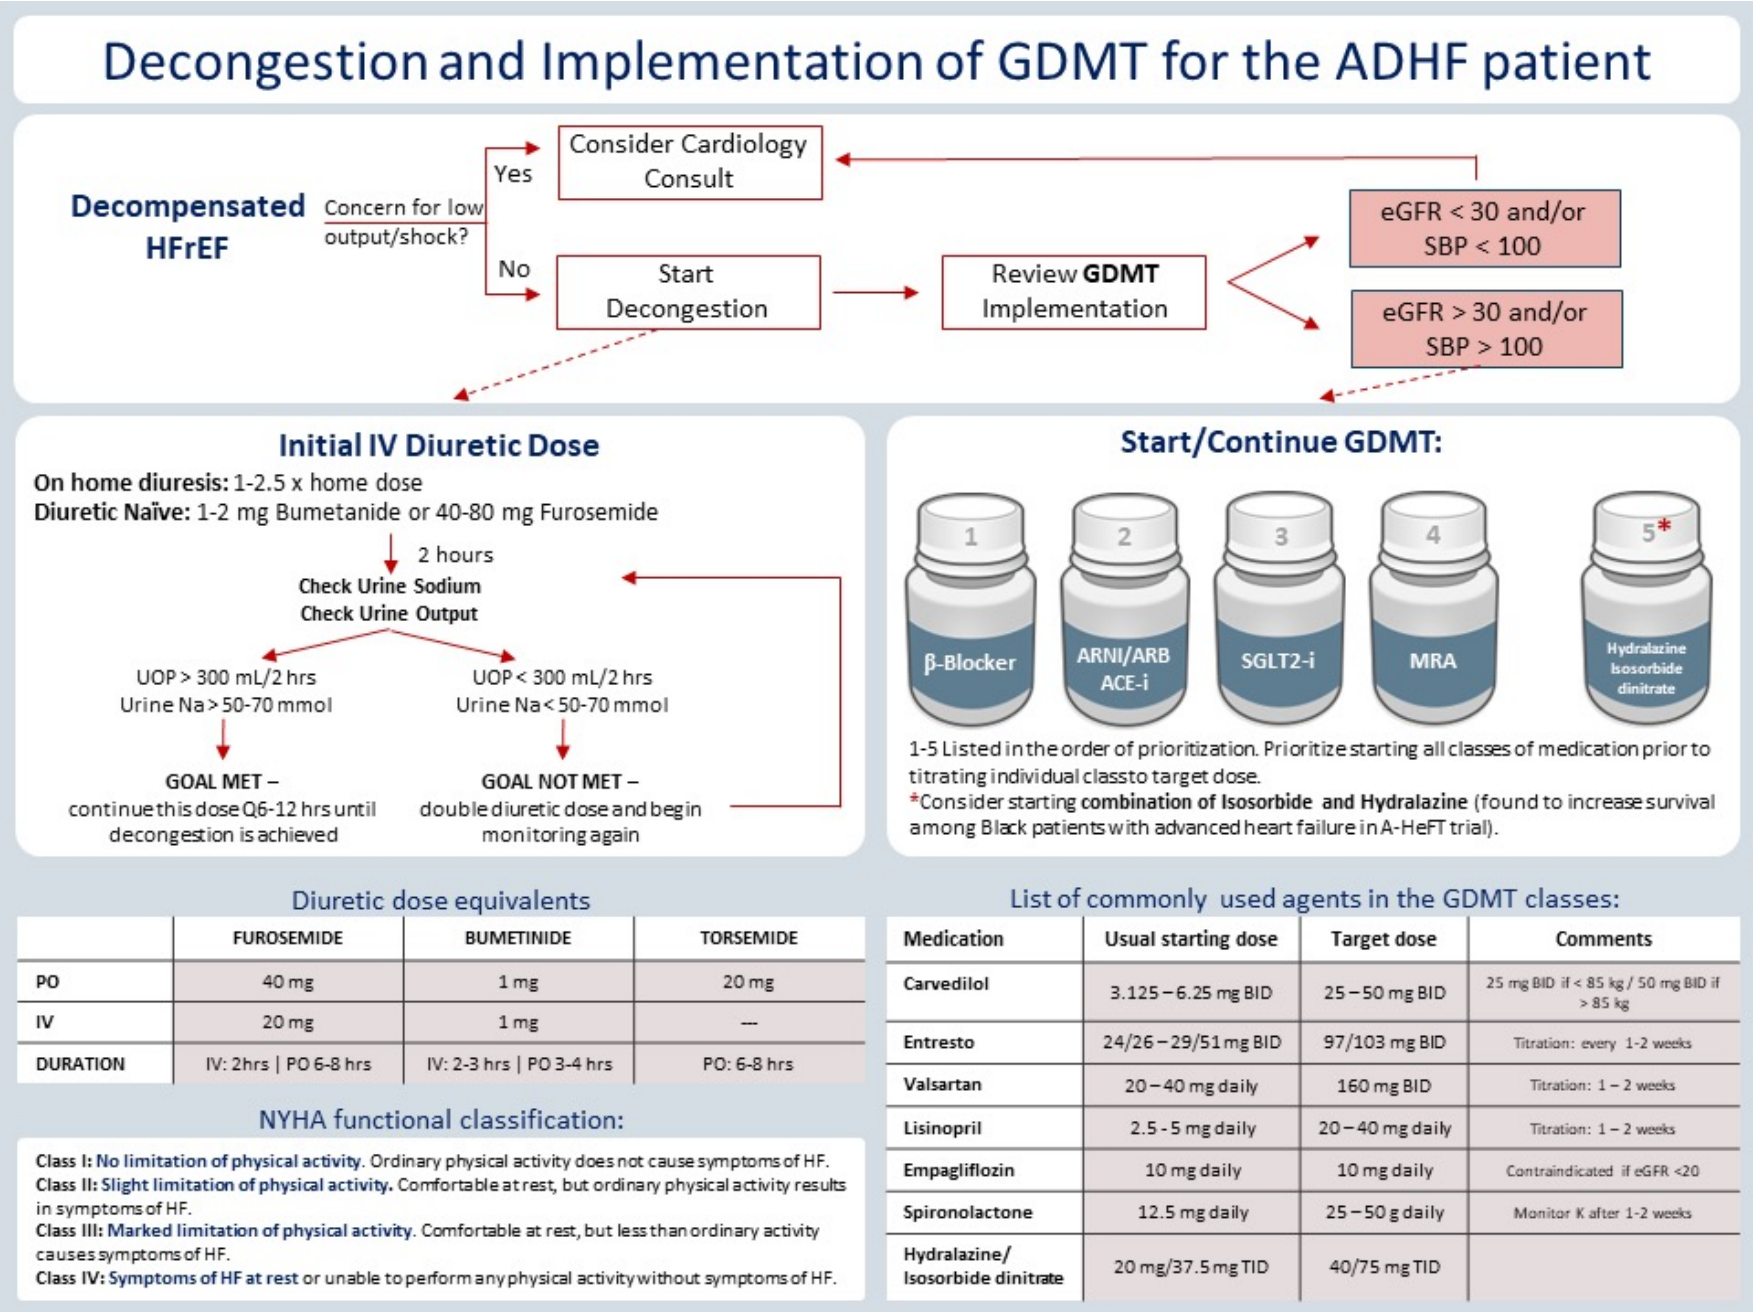 Decongestion and Implementation of GDMT for the ADHF patient
Decompensated
HFrEF
Concern for low
output/shock?
Yes
No
Consider Cardiology
Consult
Start
Decongestion
Review GDMT
Implementation
eGFR < 30 and/or
SBP < 100
eGFR > 30 and/or
SBP > 100
Initial IV Diuretic Dose
On home diuresis: 1-2.5 x home dose
Diuretic Naïve: 1-2 mg Bumetanide or 40-80 mg Furosemide
2 hours
Check Urine Sodium
Check Urine Output
UOP > 300 mL/2 hrs
Urine Na > 50-70 mmol
UOP < 300 mL/2 hrs
Urine Na < 50-70 mmol
GOAL MET –
continue this dose Q6-12 hrs until
decongestion is achieved
GOAL NOT MET –
double diuretic dose and begin
monitoring again
Start/Continue GDMT:
1
2
3
4
5*
β-Blocker
ARNI/ARB
ACE-i
SGLT2-i
MRA
Hydralazine
Isosorbide
dinitrate
1-5 Listed in the order of prioritization. Prioritize starting all classes of medication prior to
titrating individual class to target dose.
*Consider starting combination of Isosorbide and Hydralazine (found to increase survival
among Black patients with advanced heart failure in A-HeFT trial).
Diuretic dose equivalents
FUROSEMIDE BUMETINIDE TORSEMIDE
PO 40 mg 1 mg 20 mg
IV 20 mg 1 mg ---
DURATION IV: 2hrs | PO 6-8 hrs IV: 2-3 hrs | PO 3-4 hrs PO: 6-8 hrs
NYHA functional classification:
Class I: No limitation of physical activity. Ordinary physical activity does not cause symptoms of HF.
Class II: Slight limitation of physical activity. Comfortable at rest, but ordinary physical activity results
in symptoms of HF.
Class III: Marked limitation of physical activity. Comfortable at rest, but less than ordinary activity
causes symptoms of HF.
Class IV: Symptoms of HF at rest or unable to perform any physical activity without symptoms of HF.
List of commonly used agents in the GDMT classes:
Medication Usual starting dose Target dose Comments
Carvedilol 3.125 – 6.25 mg BID 25 – 50 mg BID 25 mg BID if < 85 kg / 50 mg BID if
> 85 kg
Entresto 24/26 – 29/51 mg BID 97/103 mg BID Titration: every 1-2 weeks
Valsartan 20 – 40 mg daily 160 mg BID Titration: 1 – 2 weeks
Lisinopril 2.5 - 5 mg daily 20 – 40 mg daily Titration: 1 – 2 weeks
Empagliflozin 10 mg daily 10 mg daily Contraindicated if eGFR <20
Spironolactone 12.5 mg daily 25 – 50 g daily Monitor K after 1-2 weeks
Hydralazine/
Isosorbide dinitrate 20 mg/37.5 mg TID 40/75 mg TID